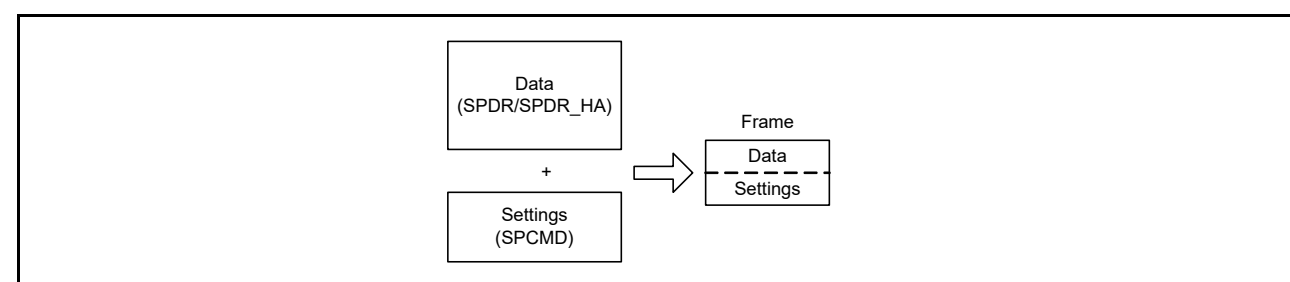 Data
(SPDR/SPDR_HA)
+
Settings
(SPCMD)
Frame
Data
Settings